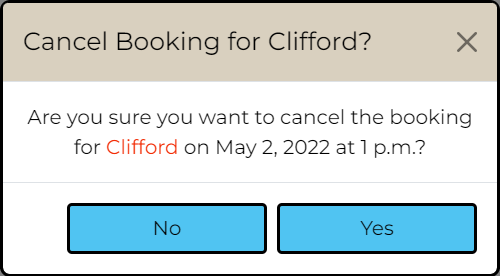 Cancel Booking for Clifford?
Are you sure you want to cancel the booking
for Clifford on May 2, 2022 at 1 p.m.?
No
Yes